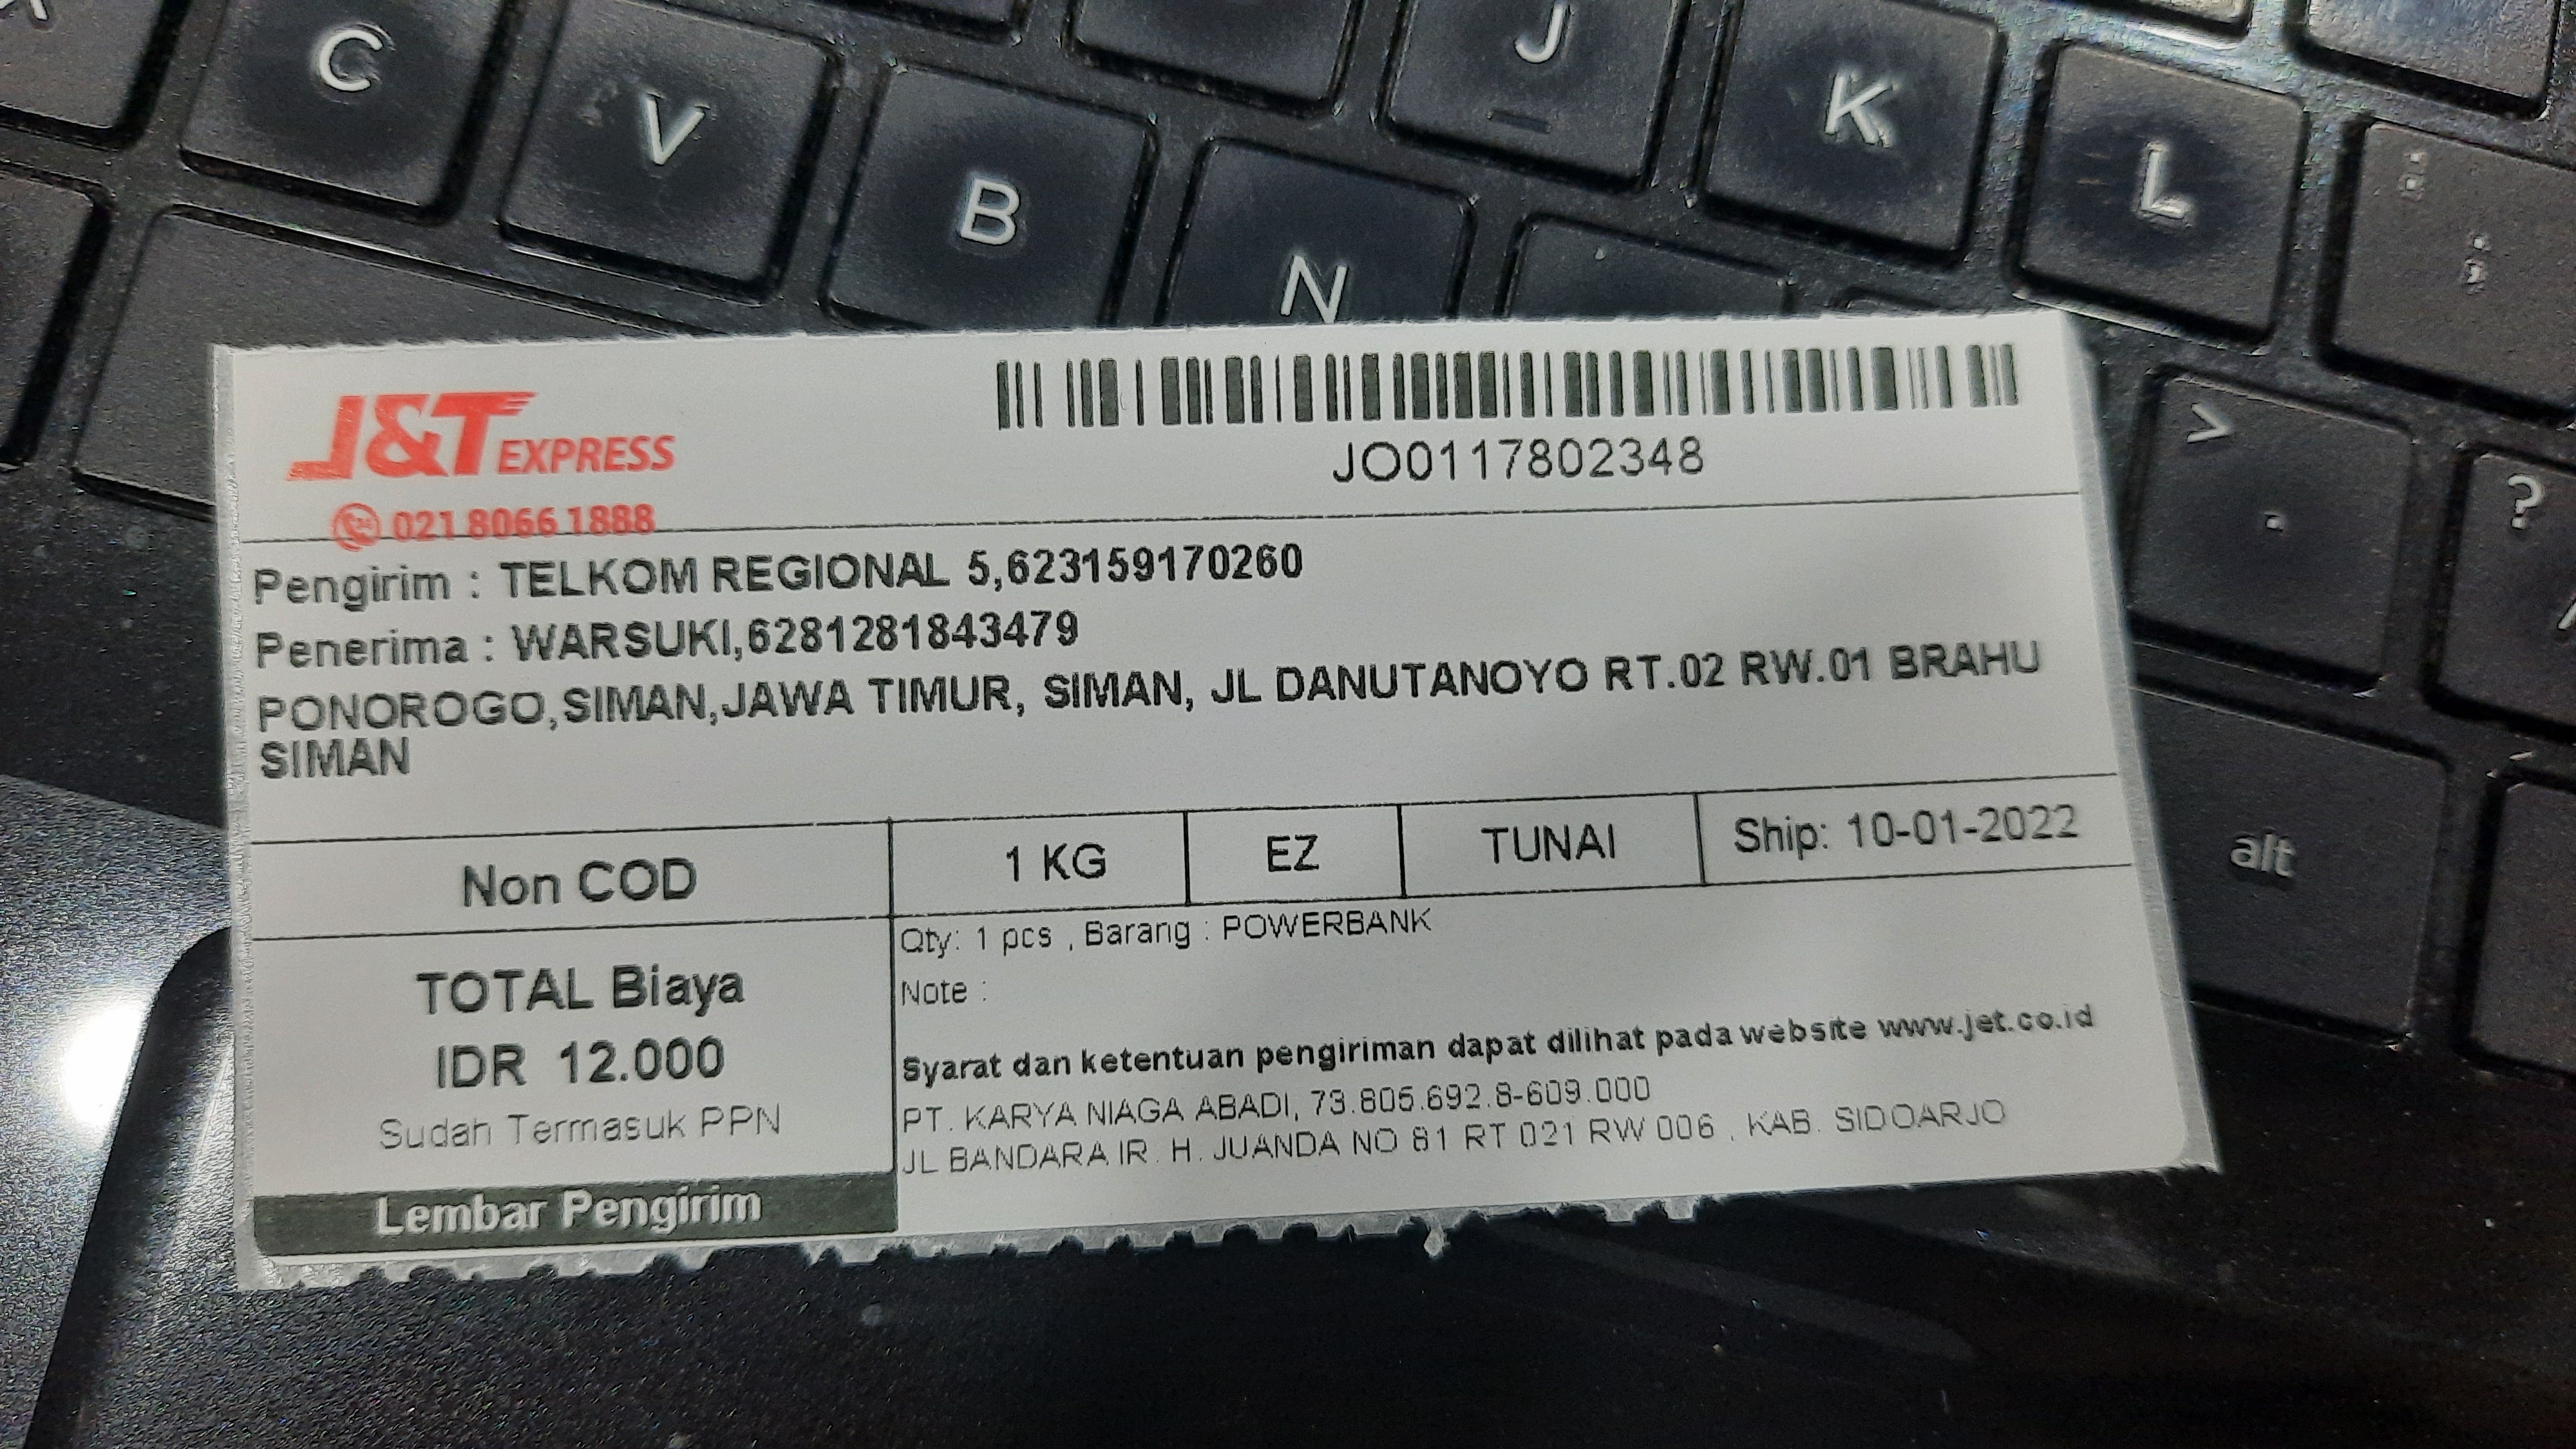 J&T EXPRESS
021 8066 1888
JO0117802348
Pengirim : TELKOM REGIONAL 5,623159170260
Penerima : WARSUKI,6281281843479
PONOROGO,SIMAN,JAWA TIMUR, SIMAN, JL DANUTANOYO RT.02 RW.01 BRAHU
SIMAN
Non COD
1 KG
EZ
TUNAI
Ship: 10-01-2022
TOTAL Biaya
IDR 12.000
Sudah Termasuk PPN
Lembar Pengirim
Qty: 1 pcs , Barang : POWERBANK
Note :
Syarat dan ketentuan pengiriman dapat dilihat pada website www.jet.co.id
PT. KARYA NIAGA ABADI, 73.605.692.8-609.000
JL BANDARA IR. H. JUANDA NO 81 RT 021 RW 006 , KAB. SIDOARJO
C
V
B
N
J
K
L
> .
alt
?